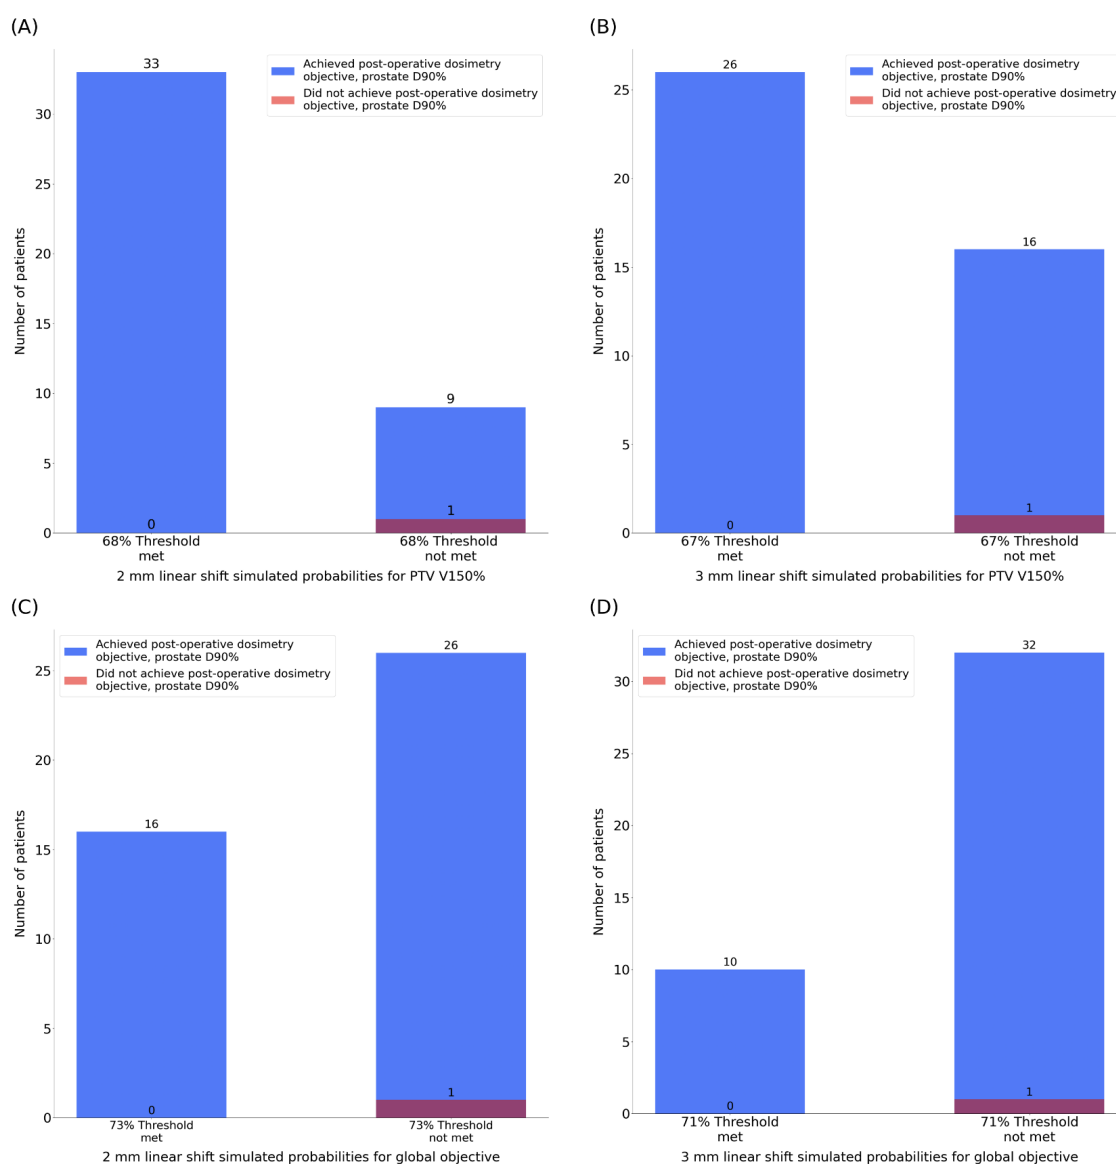 (A)
33
Achieved post-operative dosimetry
objective, prostate D90%
Did not achieve post-operative dosimetry
objective, prostate D90%
Number of patients
30
25
20
15
10
5
0
9
0
1
68% Threshold
met
68% Threshold
not met
2 mm linear shift simulated probabilities for PTV V150%
(B)
26
Achieved post-operative dosimetry
objective, prostate D90%
Did not achieve post-operative dosimetry
objective, prostate D90%
Number of patients
25
20
15
10
5
0
16
0
1
67% Threshold
met
67% Threshold
not met
3 mm linear shift simulated probabilities for PTV V150%
(C)
Achieved post-operative dosimetry
objective, prostate D90%
Did not achieve post-operative dosimetry
objective, prostate D90%
26
Number of patients
25
20
15
10
5
0
16
0
1
73% Threshold
met
73% Threshold
not met
2 mm linear shift simulated probabilities for global objective
(D)
Achieved post-operative dosimetry
objective, prostate D90%
Did not achieve post-operative dosimetry
objective, prostate D90%
32
Number of patients
30
25
20
15
10
5
0
10
0
1
71% Threshold
met
71% Threshold
not met
3 mm linear shift simulated probabilities for global objective